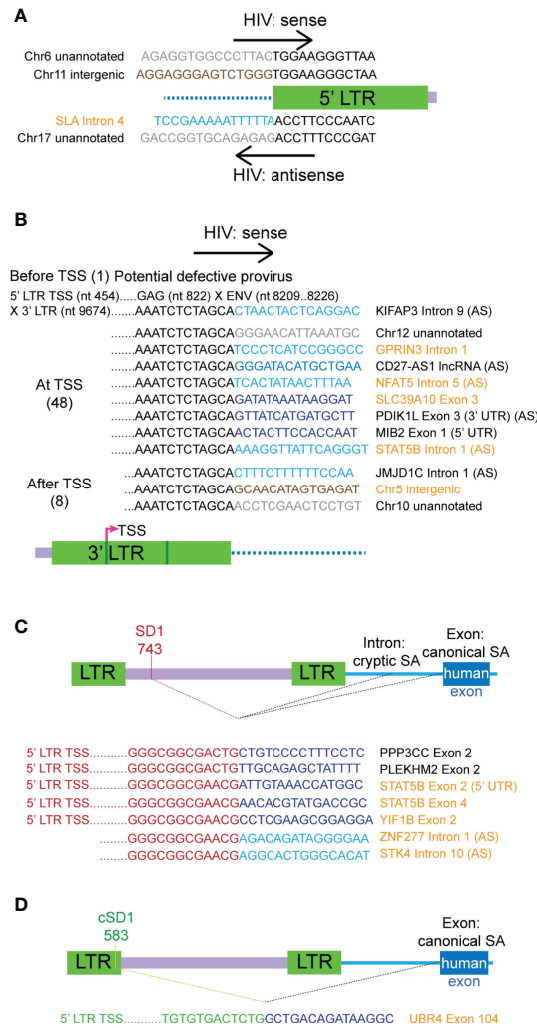 A
HIV: sense
Chr6 unannotated AGAGGTGGCCCTTACTGGAAGGGTTAA
Chr11 intergenic AGGAGGGAGTCTGGGTGGAAGGGCTAA
5' LTR
SLA Intron 4 TCCGAAAAATTTTTAACCTTCCCAATC
Chr17 unannotated GACCGGTGCAGAGAGACCTTTCCCGAT
HIV: antisense
B
HIV: sense
Before TSS (1) Potential defective provirus
5' LTR TSS (nt 454).....GAG (nt 822) X ENV (nt 8209..8226)
X 3' LTR (nt 9674)......AAATCTCTAGCACTAACTACTCAGGAC KIFAP3 Intron 9 (AS)
.......AAATCTCTAGCAGGGAACATTAAATGC Chr12 unannotated
.......AAATCTCTAGCATCCCTCATCCGGGCC GPRIN3 Intron 1
.......AAATCTCTAGCAGGGATACATGCTGAA CD27-AS1 lncRNA (AS)
At TSS .......AAATCTCTAGCATCACTATAACTTTAA NFAT5 Intron 5 (AS)
(48) .......AAATCTCTAGCAGATATAAATAAGGAT SLC39A10 Exon 3
.......AAATCTCTAGCAGTTATCATGATGCTT PDIK1L Exon 3 (3' UTR) (AS)
.......AAATCTCTAGCAACTACTTCCACCAAT MIB2 Exon 1 (5' UTR)
.......AAATCTCTAGCAAAAGGTTATTCAGGGT STAT5B Intron 1 (AS)
.......AAATCTCTAGCACTTTCTTTTTTCCAA JMJD1C Intron 1 (AS)
After TSS .......AAATCTCTAGCAGCAACATAGTGAGAT Chr5 intergenic
(8) .......AAATCTCTAGCAACCTCGAACTCCTGT Chr10 unannotated
TSS
3' LTR
C
SD1
743
Intron:
cryptic SA
Exon:
canonical SA
LTR LTR human
exon
5' LTR TSS............GGGCGGCGACTGCTGTCCCCTTTCCTC PPP3CC Exon 2
5' LTR TSS............GGGCGGCGACTGTTGCAGAGCTATTTT PLEKHM2 Exon 2
5' LTR TSS............GGGCGGCGAACGATTGTAAACCATGGC STAT5B Exon 2 (5' UTR)
5' LTR TSS............GGGCGGCGAACGAACACGTATGACCGC STAT5B Exon 4
5' LTR TSS............GGGCGGCGAACGCCTCGAAGCGGAGGA YIF1B Exon 2
.......GGGCGGCGAACGAGACAGATAGGGGAA ZNF277 Intron 1 (AS)
.......GGGCGGCGAACGAGGCACTGGGCACAT STK4 Intron 10 (AS)
D
cSD1
583
Exon:
canonical SA
LTR LTR human
exon
5' LTR TSS...........TGTGTGACTCTGGCTGACAGATAAGGC UBR4 Exon 104